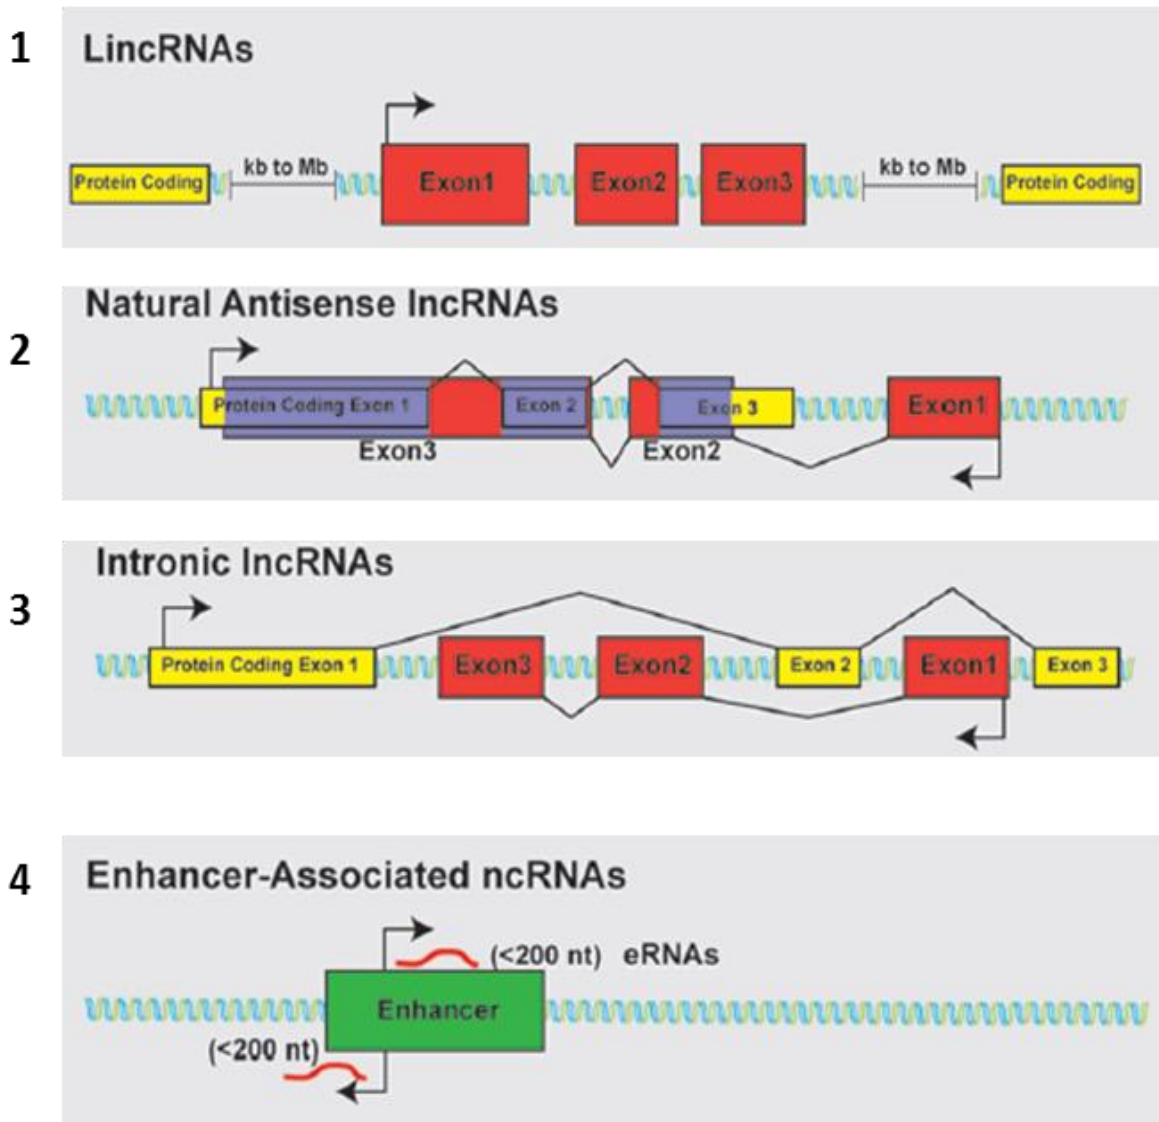 1
LincRNAs
Protein Coding
kb to Mb
Exon1
Exon2
Exon3
kb to Mb
Protein Coding
2
Natural Antisense lncRNAs
Protein Coding Exon 1
Exon 2
Exon 3
Exon1
Exon3
Exon2
3
Intronic lncRNAs
Protein Coding Exon 1
Exon3
Exon2
Exon 2
Exon1
Exon 3
4
Enhancer-Associated ncRNAs
(<200 nt) eRNAs
Enhancer
(<200 nt)